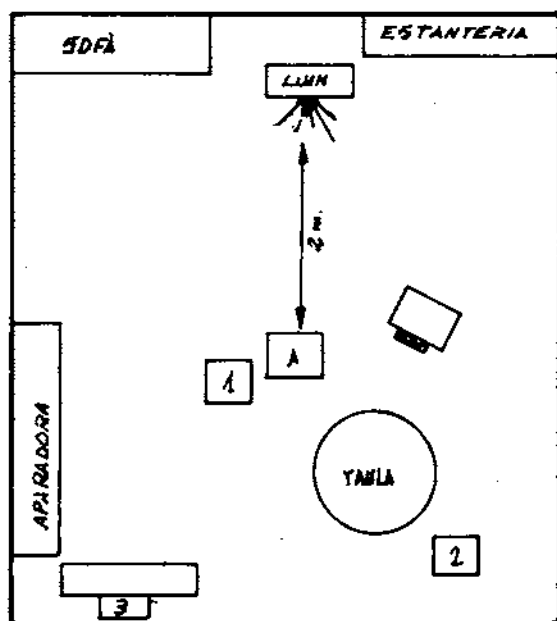 SOFÀ
ESTANTERIA
LLUM
2 m.
A
1
APARADORA
TAULA
2
3